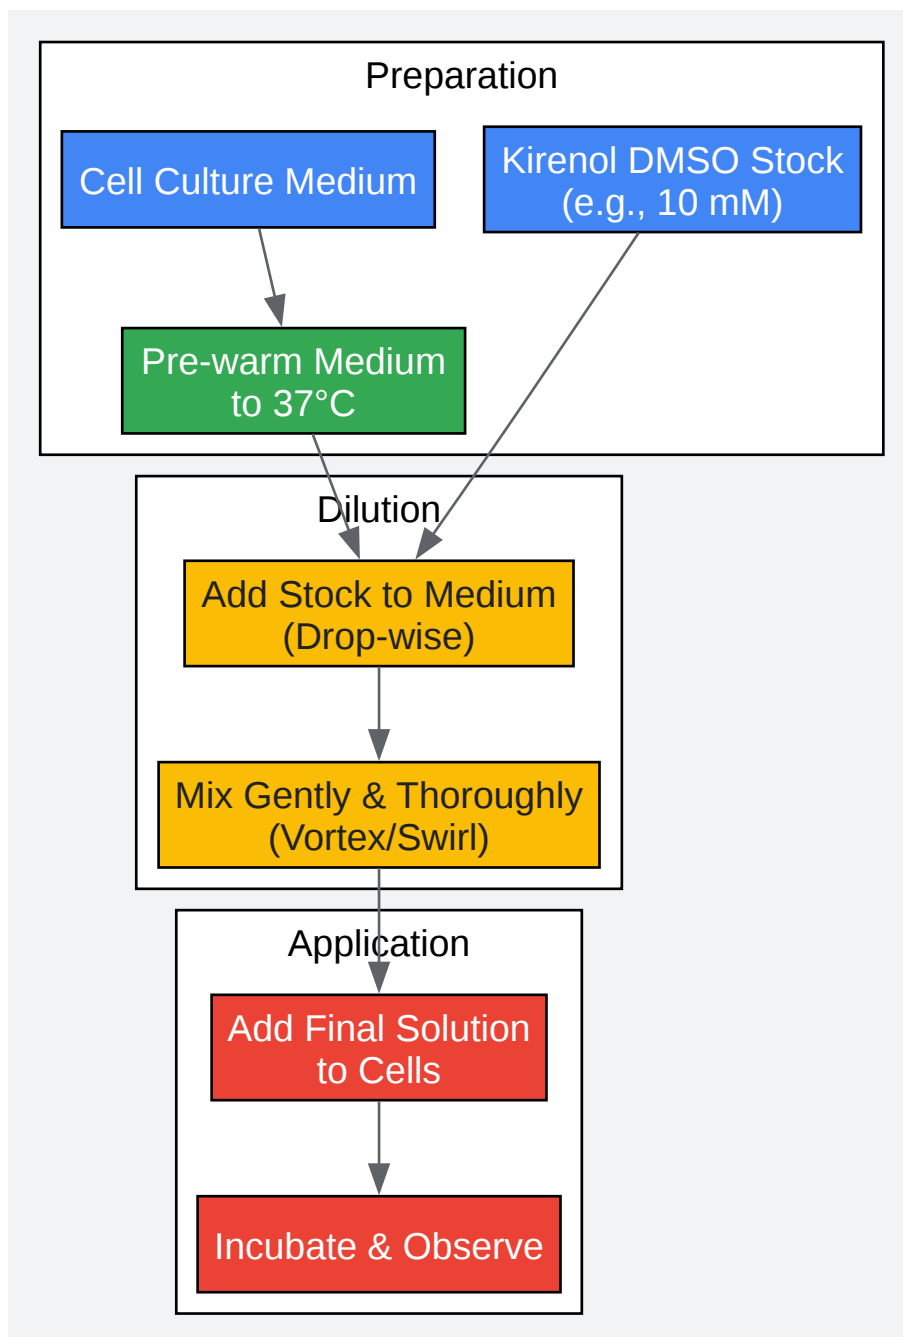 Preparation
Cell Culture Medium
Kirenol DMSO Stock
(e.g., 10 mM)
Pre-warm Medium
to 37°C
Dilution
Add Stock to Medium
(Drop-wise)
Mix Gently & Thoroughly
(Vortex/Swirl)
Application
Add Final Solution
to Cells
Incubate & Observe